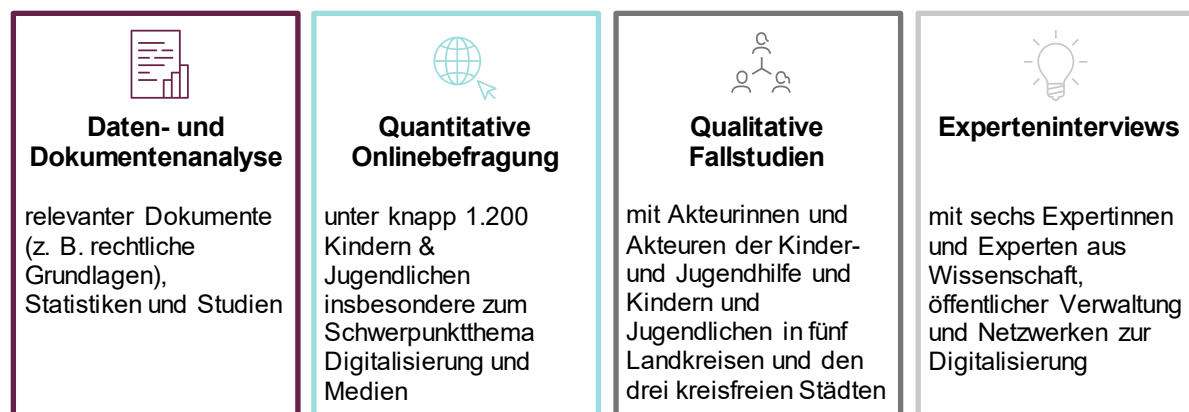 Daten- und
Dokumentenanalyse
relevanter Dokumente
(z. B. rechtliche
Grundlagen),
Statistiken und Studien
Quantitative
Onlinebefragung
unter knapp 1.200
Kindern &
Jugendlichen
insbesondere zum
Schwerpunktthema
Digitalisierung und
Medien
Qualitative
Fallstudien
mit Akteurinnen und
Akteuren der Kinder-
und Jugendhilfe und
Kindern und
Jugendlichen in fünf
Landkreisen und den
drei kreisfreien Städten
Experteninterviews
mit sechs Expertinnen
und Experten aus
Wissenschaft,
öffentlicher Verwaltung
und Netzwerken zur
Digitalisierung